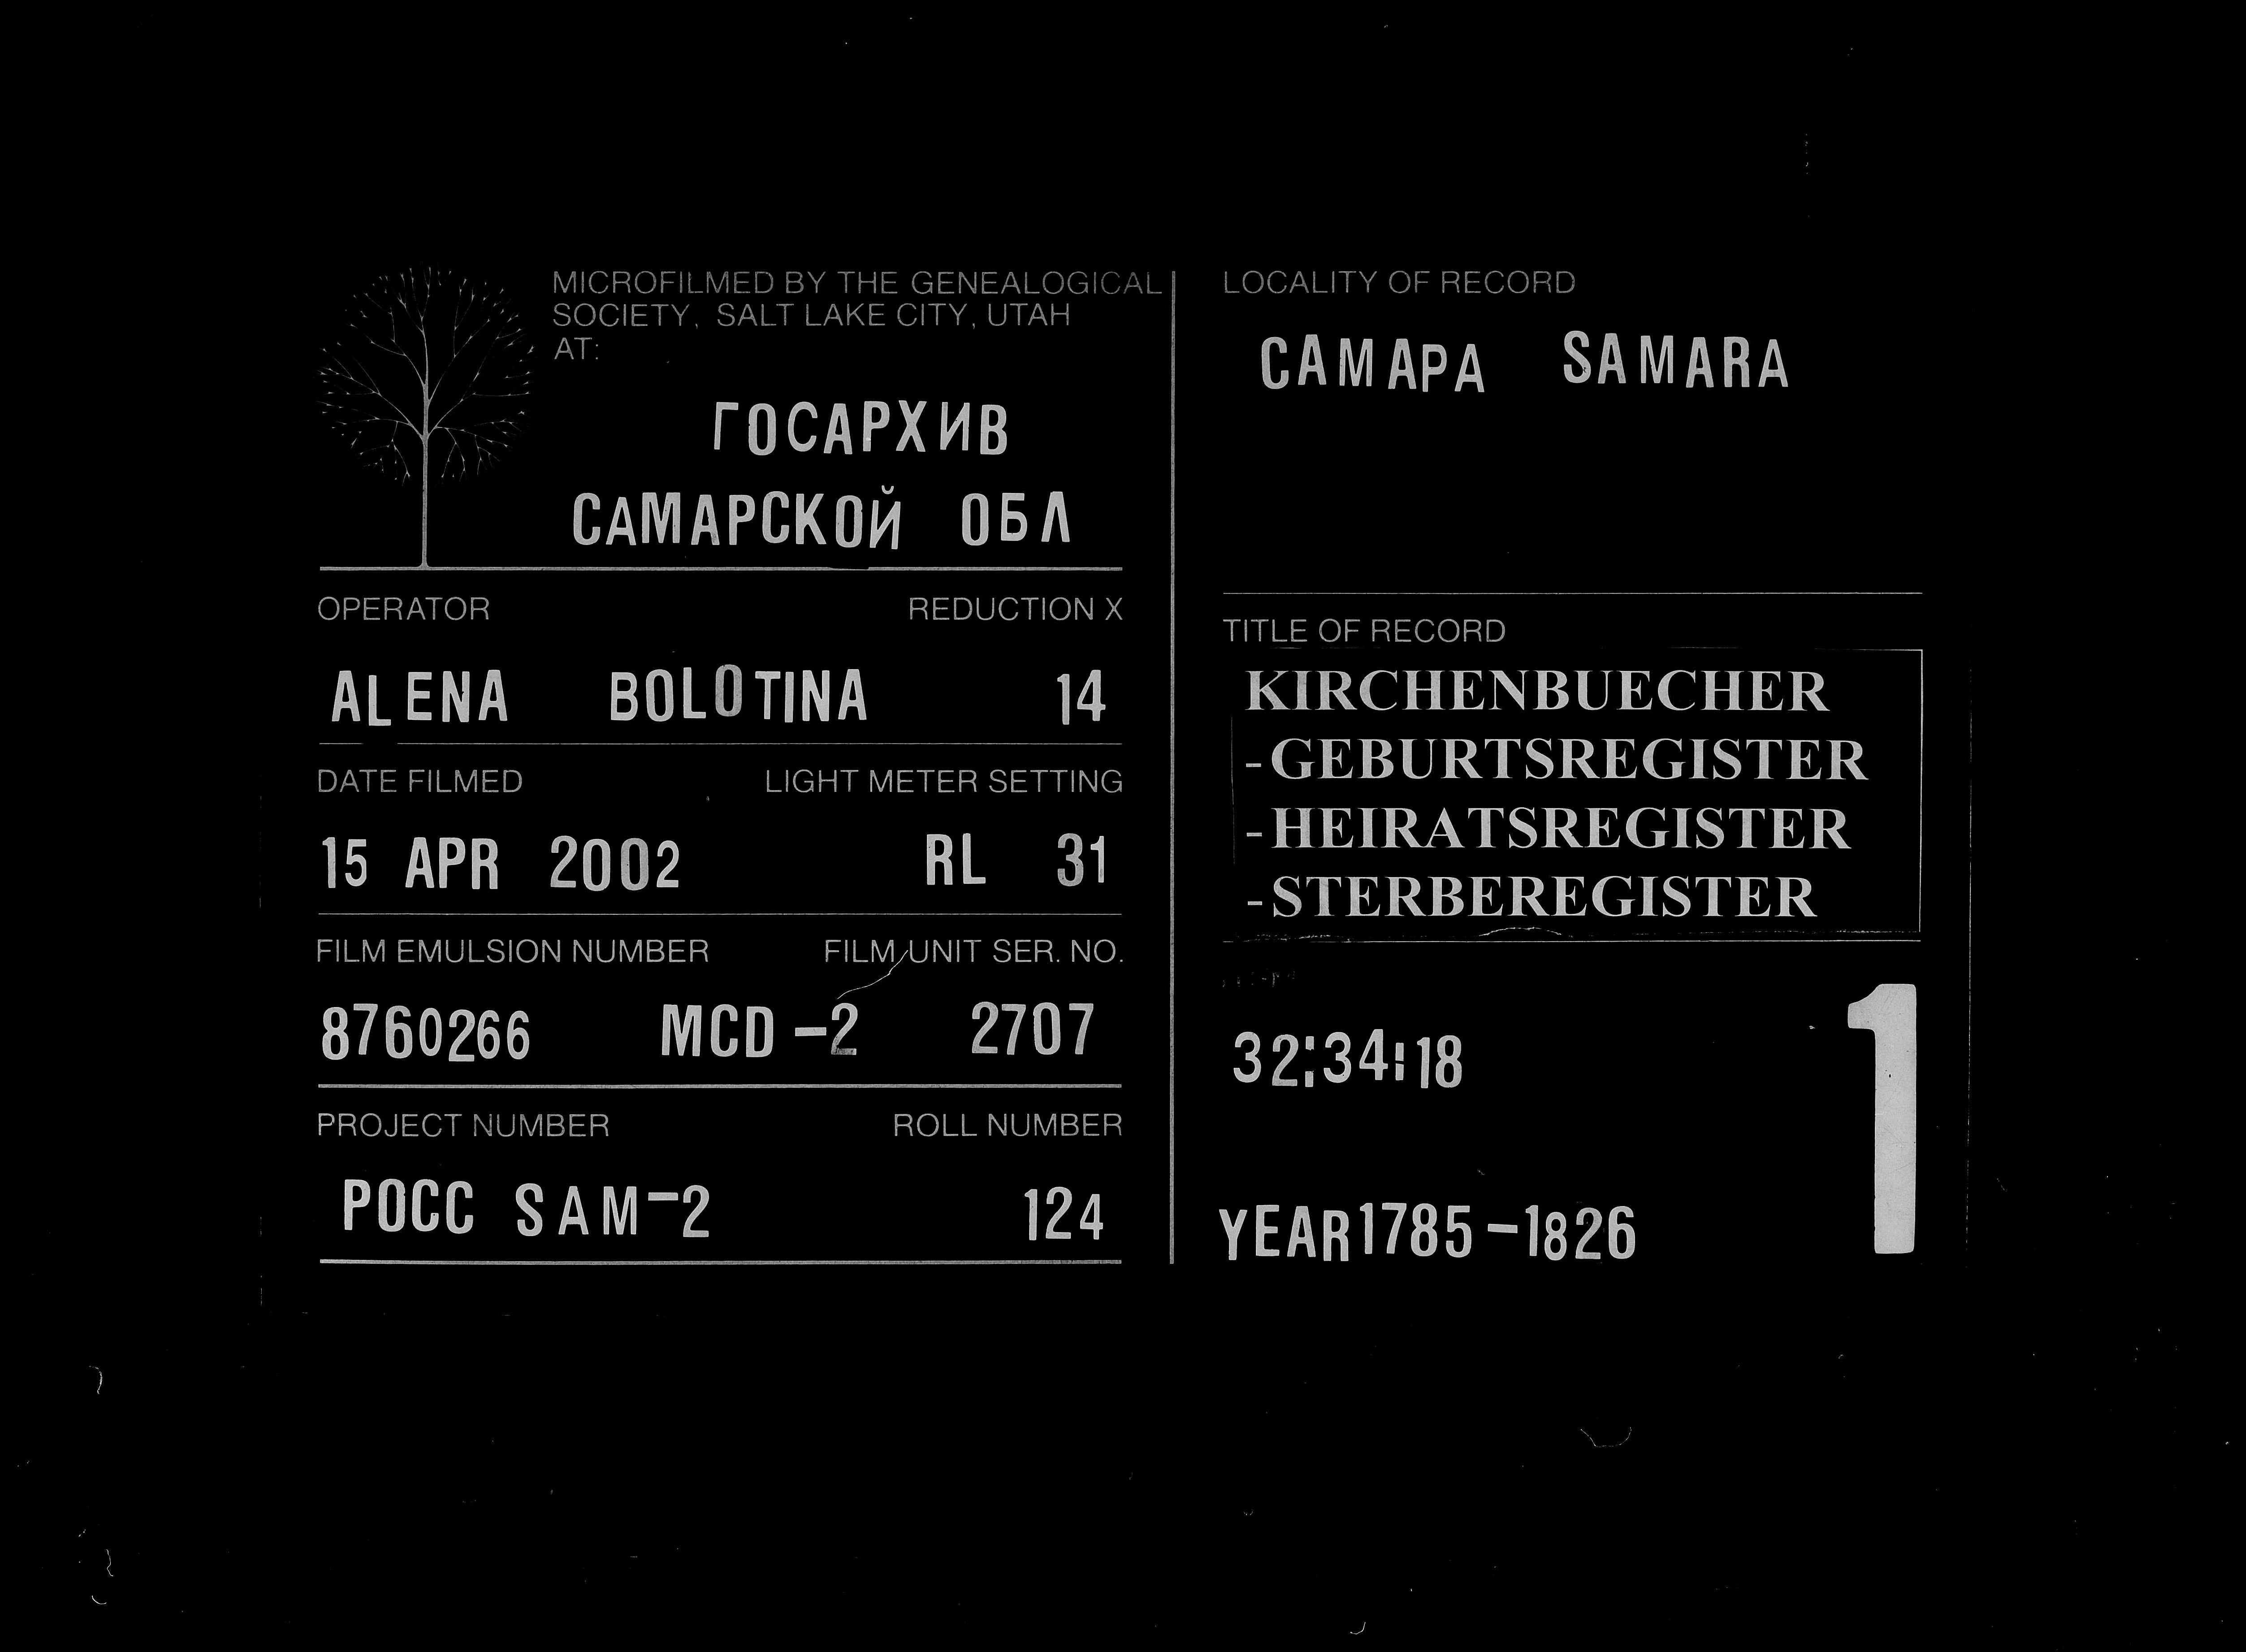 MICROFILMED BY THE GENEALOGICAL
SOCIETY, SALT LAKE CITY, UTAH
AT:
ГОСАРХИВ
САМАРСКОЙ ОБЛ
OPERATOR REDUCTION X
ALENA BOLOTINA 14
DATE FILMED LIGHT METER SETTING
15 APR 2002 RL 31
FILM EMULSION NUMBER FILM UNIT SER. NO.
8760266 MCD-2 2707
PROJECT NUMBER ROLL NUMBER
РОСС SAM-2 124
LOCALITY OF RECORD
САМАРА SAMARA
TITLE OF RECORD
KIRCHENBUECHER
-GEBURTSREGISTER
-HEIRATSREGISTER
-STERBEREGISTER
32:34:18
1
YEAR 1785-1826